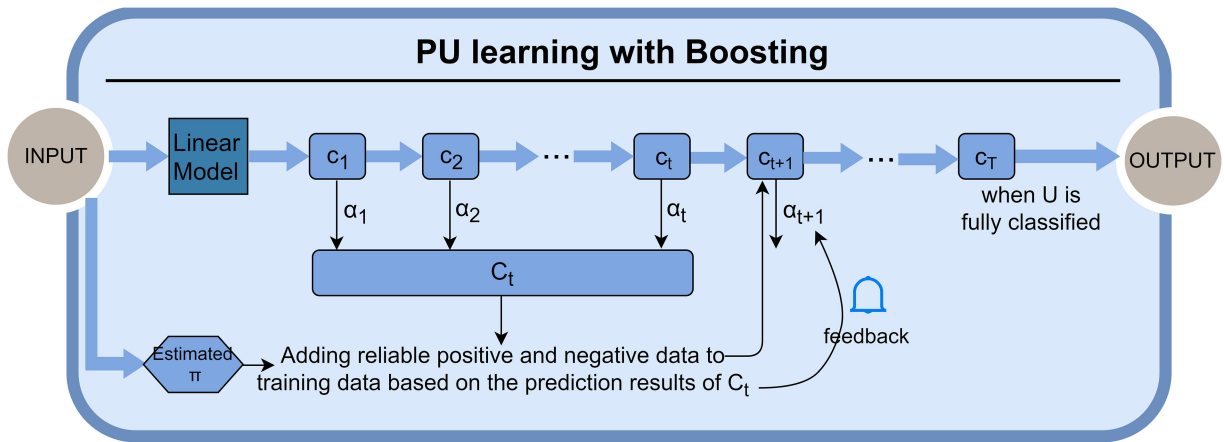 PU learning with Boosting
INPUT
Linear
Model
c1
c2
...
ct
ct+1
...
cT
OUTPUT
when U is
fully classified
α1
α2
αt
αt+1
Ct
feedback
Estimated
π
Adding reliable positive and negative data to
training data based on the prediction results of Ct